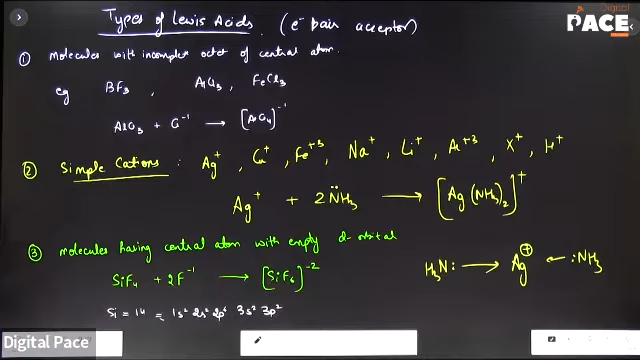 Types of Lewis Acids. (e⁻ pair acceptor)
Digital
PACE
① molecules with incomplete octet of central atom.
eg BF₃, AlCl₃, FeCl₃
AlCl₃ + Cl⁻¹ → [AlCl₄]⁻¹
② Simple Cations : Ag⁺, Cu⁺, Fe⁺³, Na⁺, Li⁺, Al⁺³, X⁺, H⁺
Ag⁺ + 2N̈H₃ → [Ag(NH₃)₂]⁺
③ molecules having central atom with empty d-orbital
SiF₄ + 2F⁻¹ → [SiF₆]⁻²
H₃N: → Ag⊕ ← :NH₃
Si = 14 = 1s² 2s² 2p⁶ 3s² 3p²
Digital Pace